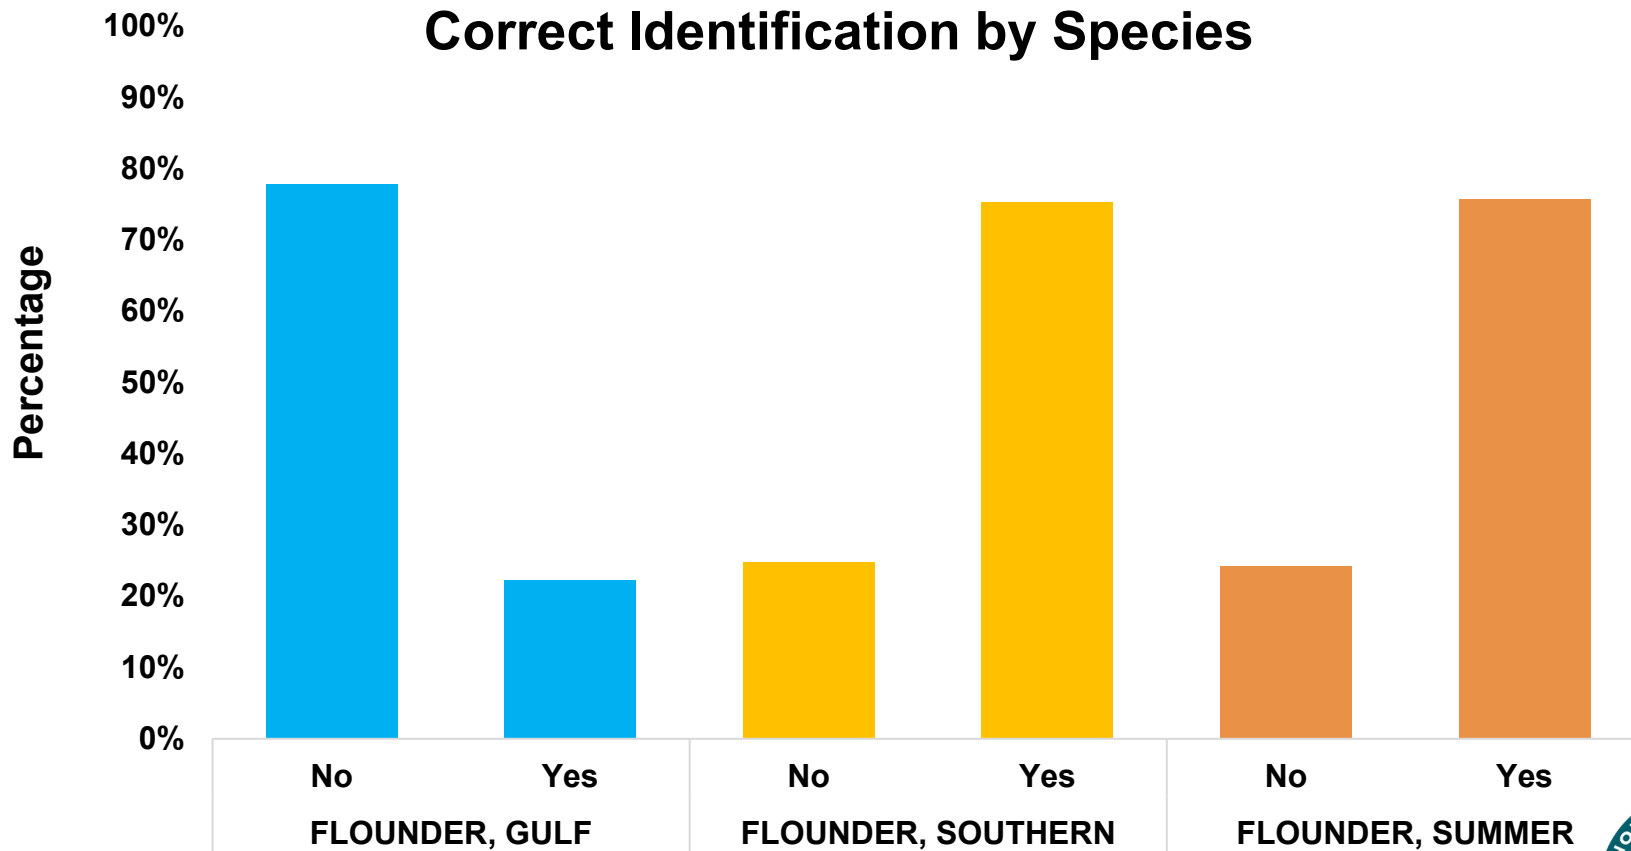 Correct Identification by Species
100%
90%
80%
70%
60%
50%
40%
30%
20%
10%
0%
Percentage
No Yes No Yes No Yes
FLOUNDER, GULF FLOUNDER, SOUTHERN FLOUNDER, SUMMER